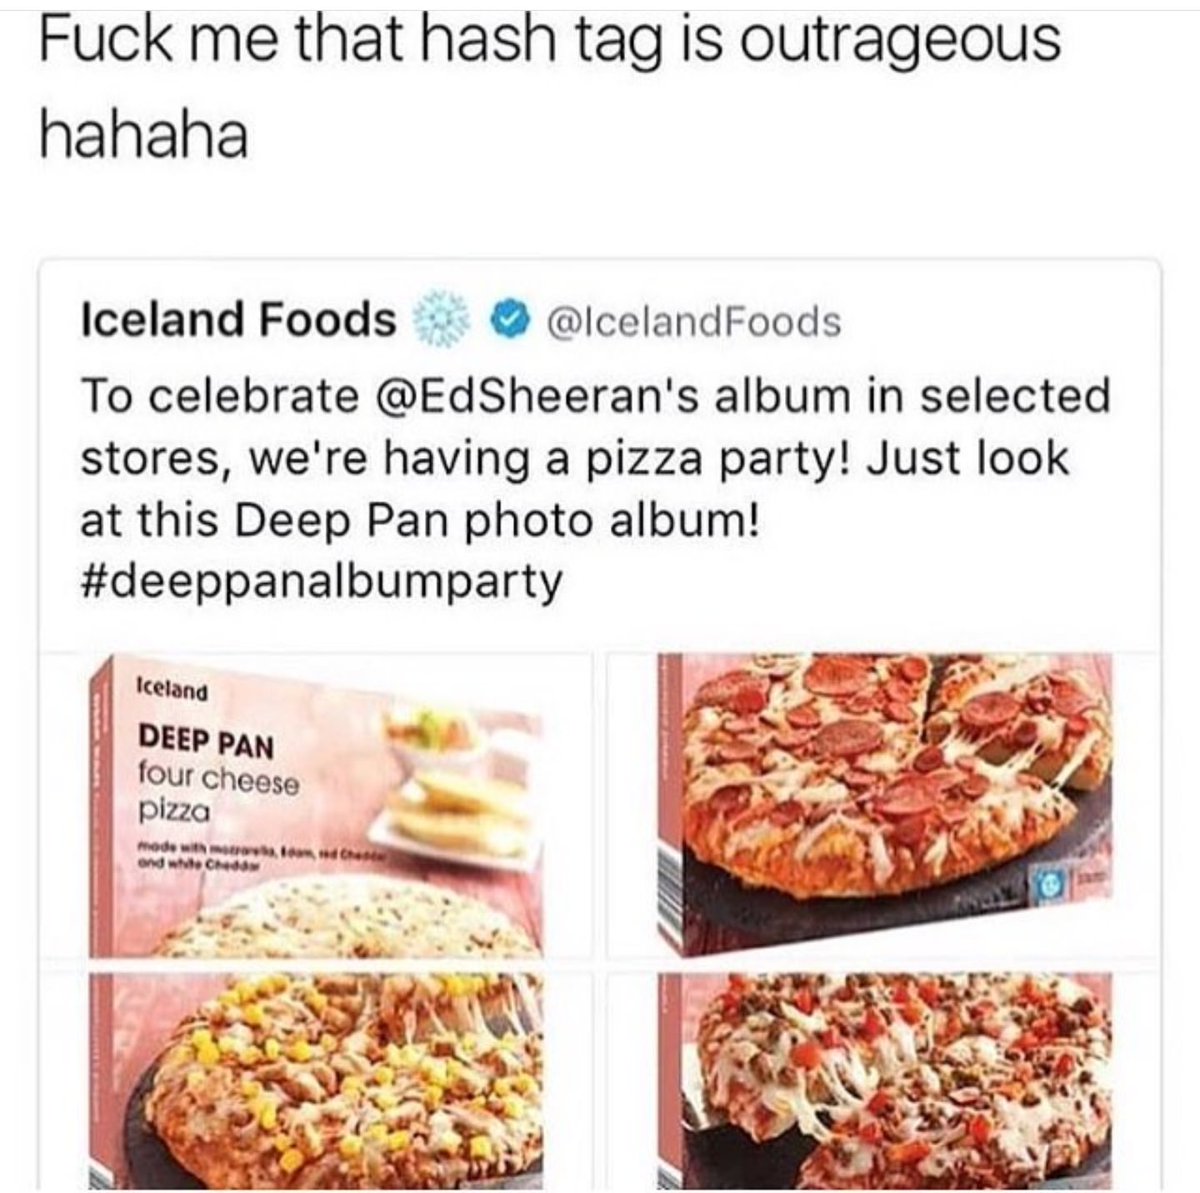 Fuck me that hash tag is outrageous
hahaha
Iceland Foods @IcelandFoods
To celebrate @EdSheeran's album in selected
stores, we're having a pizza party! Just look
at this Deep Pan photo album!
#deeppanalbumparty
Iceland
DEEP PAN
four cheese
pizza
made with mozzarella, Edam, red Cheddar
and white Cheddar